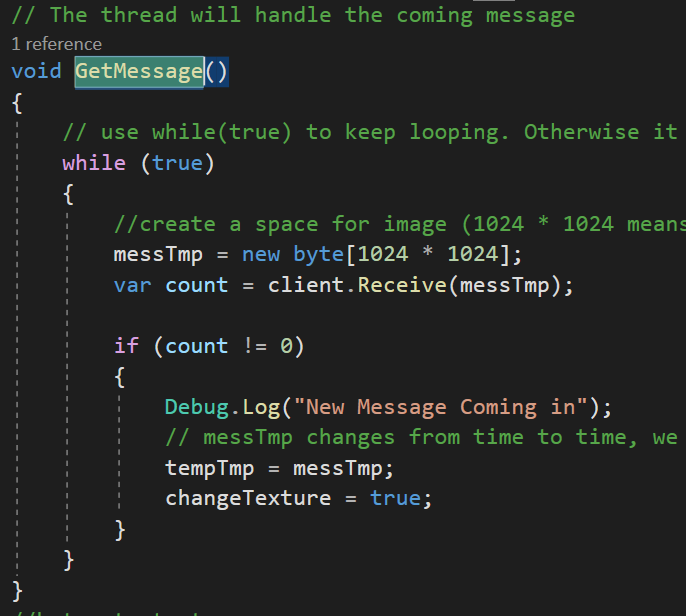 // The thread will handle the coming message
1 reference
void GetMessage()
{
// use while(true) to keep looping. Otherwise it
while (true)
{
//create a space for image (1024 * 1024 means
messTmp = new byte[1024 * 1024];
var count = client.Receive(messTmp);
if (count != 0)
{
Debug.Log("New Message Coming in");
// messTmp changes from time to time, we
tempTmp = messTmp;
changeTexture = true;
}
}
}